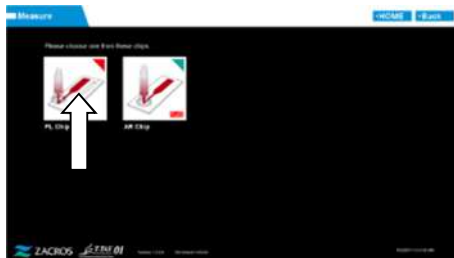 Measure
<HOME <Back
Please choose one from these chips.
PL Chip
AR Chip
ZACROS T-TAS 01